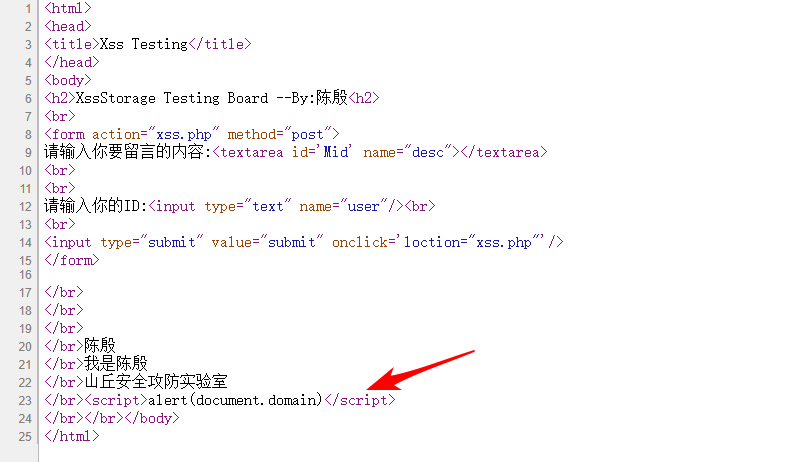 1 <html>
2 <head>
3 <title>Xss Testing</title>
4 </head>
5 <body>
6 <h2>XssStorage Testing Board --By:陈殷<h2>
7 <br>
8 <form action="xss.php" method="post">
9 请输入你要留言的内容:<textarea id='Mid' name="desc"></textarea>
10 <br>
11 <br>
12 请输入你的ID:<input type="text" name="user"/><br>
13 <br>
14 <input type="submit" value="submit" onclick='loction="xss.php"'/>
15 </form>
16
17 </br>
18 </br>
19 </br>
20 </br>陈殷
21 </br>我是陈殷
22 </br>山丘安全攻防实验室
23 </br><script>alert(document.domain)</script>
24 </br></br></body>
25 </html>